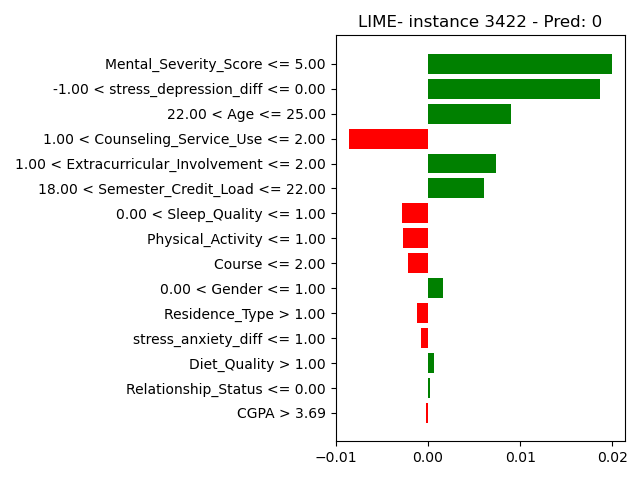 LIME- instance 3422 - Pred: 0
Mental_Severity_Score <= 5.00
-1.00 < stress_depression_diff <= 0.00
22.00 < Age <= 25.00
1.00 < Counseling_Service_Use <= 2.00
1.00 < Extracurricular_Involvement <= 2.00
18.00 < Semester_Credit_Load <= 22.00
0.00 < Sleep_Quality <= 1.00
Physical_Activity <= 1.00
Course <= 2.00
0.00 < Gender <= 1.00
Residence_Type > 1.00
stress_anxiety_diff <= 1.00
Diet_Quality > 1.00
Relationship_Status <= 0.00
CGPA > 3.69
−0.01 0.00 0.01 0.02